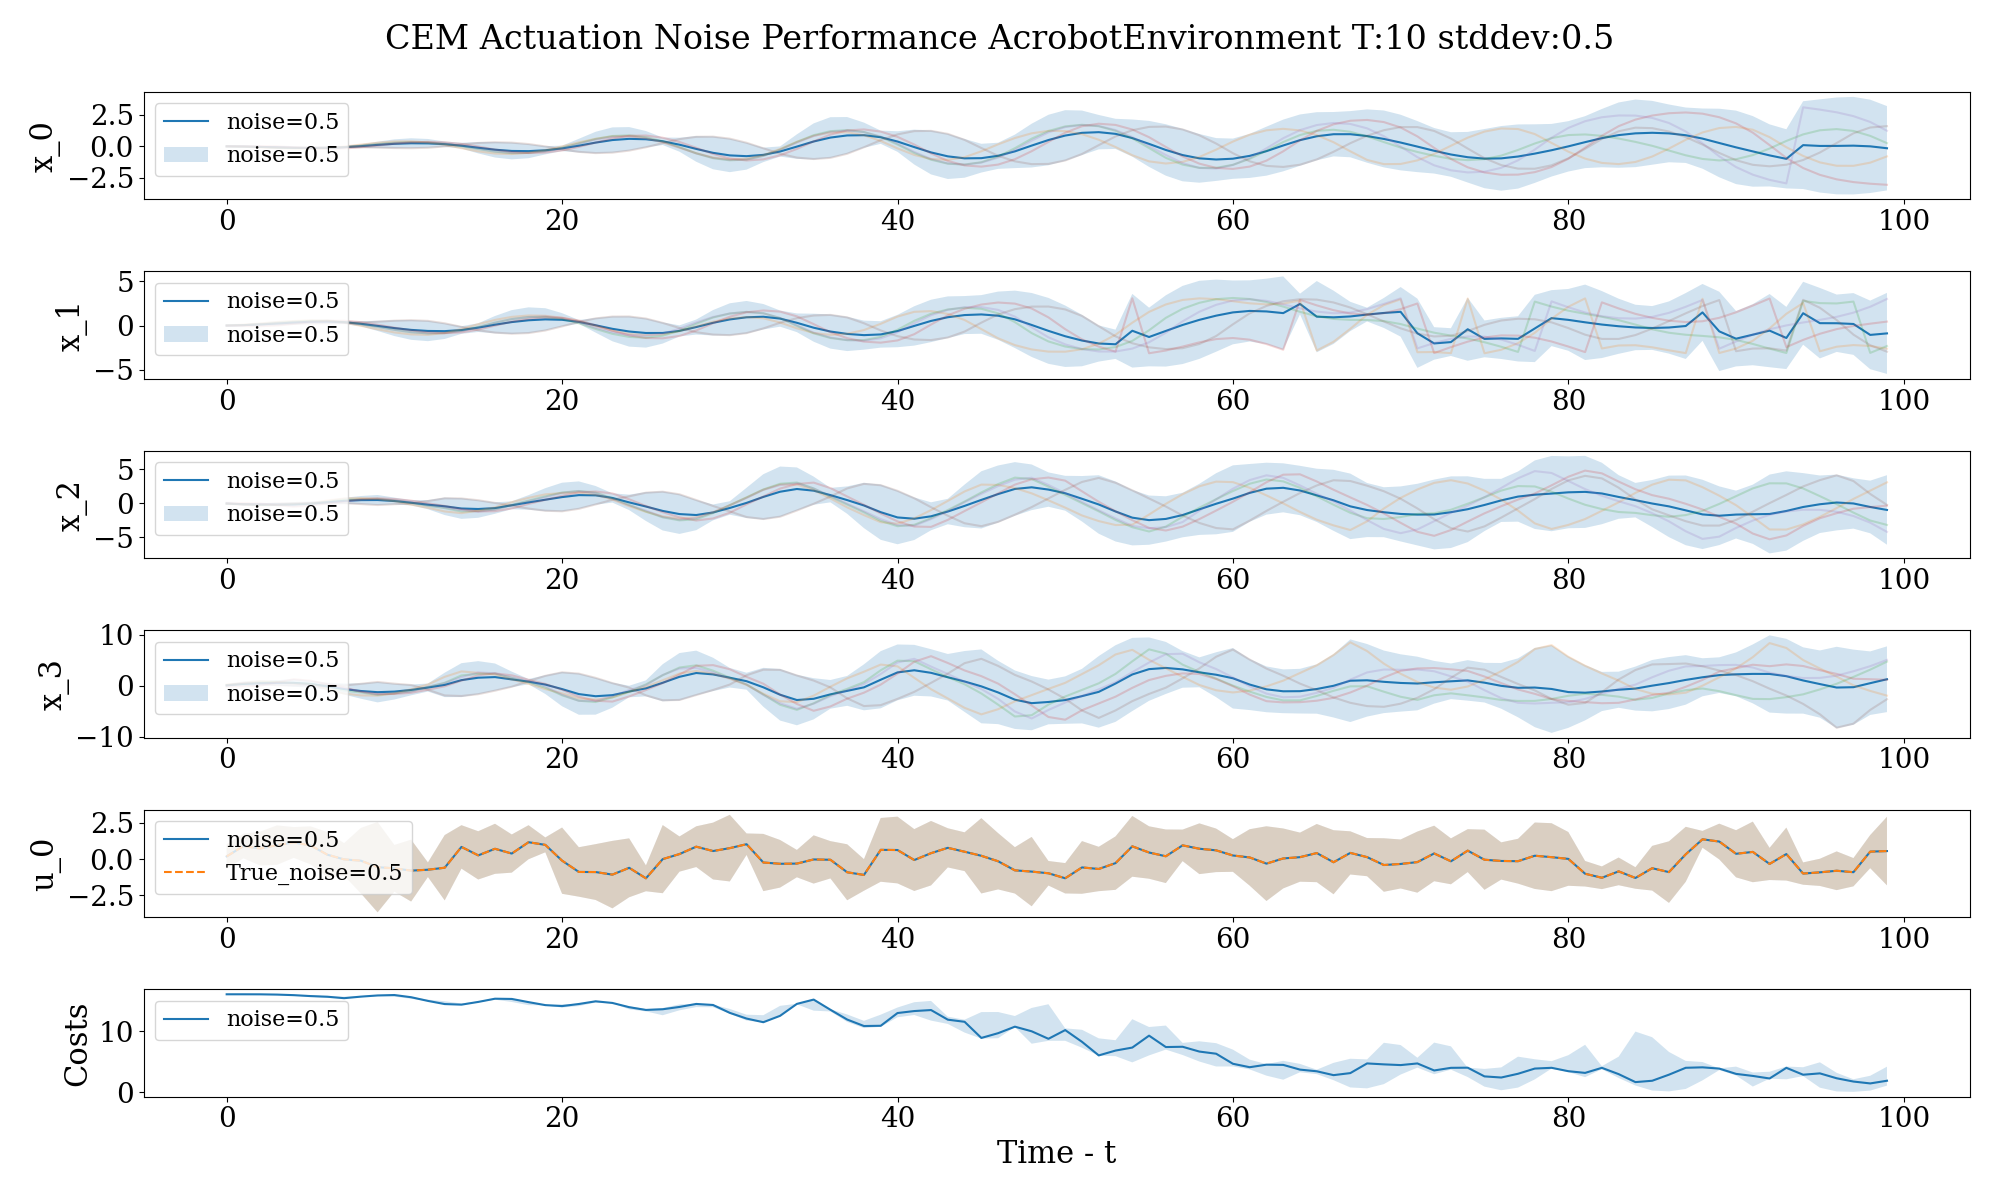 CEM Actuation Noise Performance AcrobotEnvironment T:10 stddev:0.5
x_0
2.5
0.0
−2.5
noise=0.5
noise=0.5
0 20 40 60 80 100
x_1
5
0
−5
noise=0.5
noise=0.5
0 20 40 60 80 100
x_2
5
0
−5
noise=0.5
noise=0.5
0 20 40 60 80 100
x_3
10
0
−10
noise=0.5
noise=0.5
0 20 40 60 80 100
u_0
2.5
0.0
−2.5
noise=0.5
True_noise=0.5
0 20 40 60 80 100
Costs
10
0
noise=0.5
0 20 40 60 80 100
Time - t